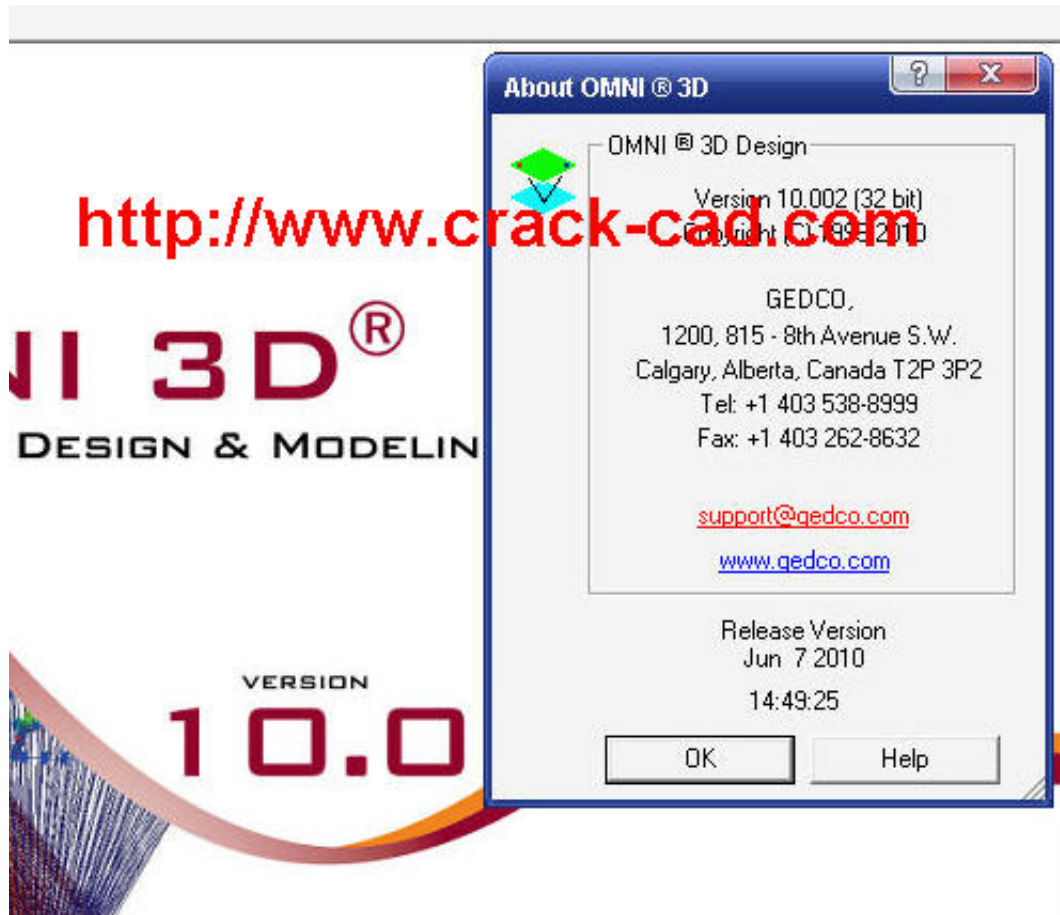 About OMNI ® 3D
OMNI ® 3D Design
Version 10.002 (32 bit)
http://www.crack-cad.com
Copyright (C) 2010
GEDCO,
1200, 815 - 8th Avenue S.W.
Calgary, Alberta, Canada T2P 3P2
Tel: +1 403 538-8999
Fax: +1 403 262-8632
support@gedco.com
www.gedco.com
Release Version
Jun 7 2010
14:49:25
OK Help
NI 3D®
DESIGN & MODELIN
VERSION
10.0